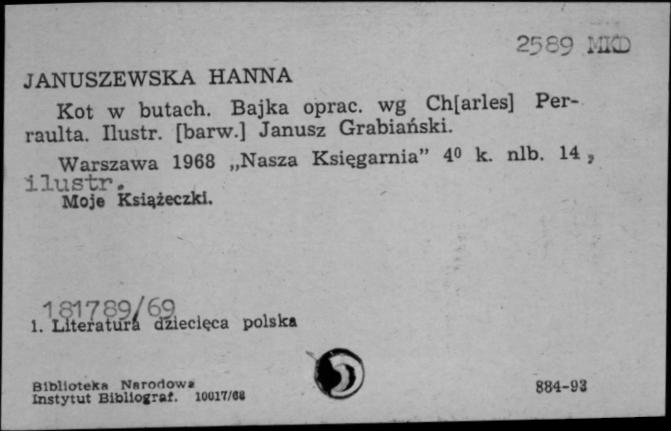 2589 MKD
JANUSZEWSKA HANNA
Kot w butach. Bajka oprac. wg Ch[arles] Per-
raulta. Ilustr. [barw.] Janusz Grabiański.
Warszawa 1968 „Nasza Księgarnia” 4⁰ k. nlb. 14,
ilustr.
Moje Książeczki.
181789/69
1. Literatura dziecięca polska
Biblioteka Narodowa
Instytut Bibliograf. 10017/68
884-93